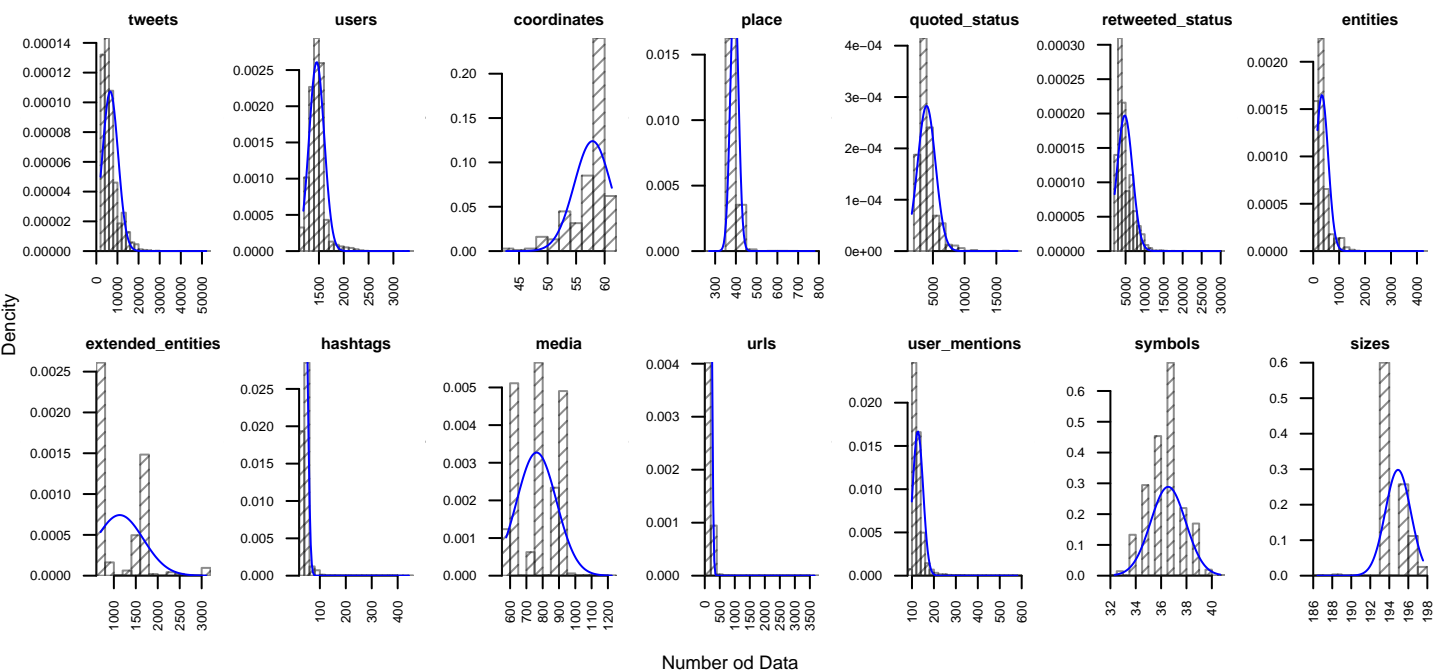 tweets
users
coordinates
place
quoted_status
retweeted_status
entities
0.00014
0.00012
0.00010
0.00008
0.00006
0.00004
0.00002
0.00000
0 10000 20000 30000 40000 50000
0.0025
0.0020
0.0015
0.0010
0.0005
0.0000
1500 2000 2500 3000
0.20
0.15
0.10
0.05
0.00
45 50 55 60
0.015
0.010
0.005
0.000
300 400 500 600 700 800
4e−04
3e−04
2e−04
1e−04
0e+00
5000 10000 15000
0.00030
0.00025
0.00020
0.00015
0.00010
0.00005
0.00000
5000 10000 15000 20000 25000 30000
0.0020
0.0015
0.0010
0.0005
0.0000
0 1000 2000 3000 4000
Dencity
extended_entities
hashtags
media
urls
user_mentions
symbols
sizes
0.0025
0.0020
0.0015
0.0010
0.0005
0.0000
1000 1500 2000 2500 3000
0.025
0.020
0.015
0.010
0.005
0.000
100 200 300 400
0.005
0.004
0.003
0.002
0.001
0.000
600 700 800 900 1000 1100 1200
0.004
0.003
0.002
0.001
0.000
0 500 1000 1500 2000 2500 3000 3500
0.020
0.015
0.010
0.005
0.000
100 200 300 400 500 600
0.6
0.5
0.4
0.3
0.2
0.1
0.0
32 34 36 38 40
0.6
0.5
0.4
0.3
0.2
0.1
0.0
186 188 190 192 194 196 198
Number od Data